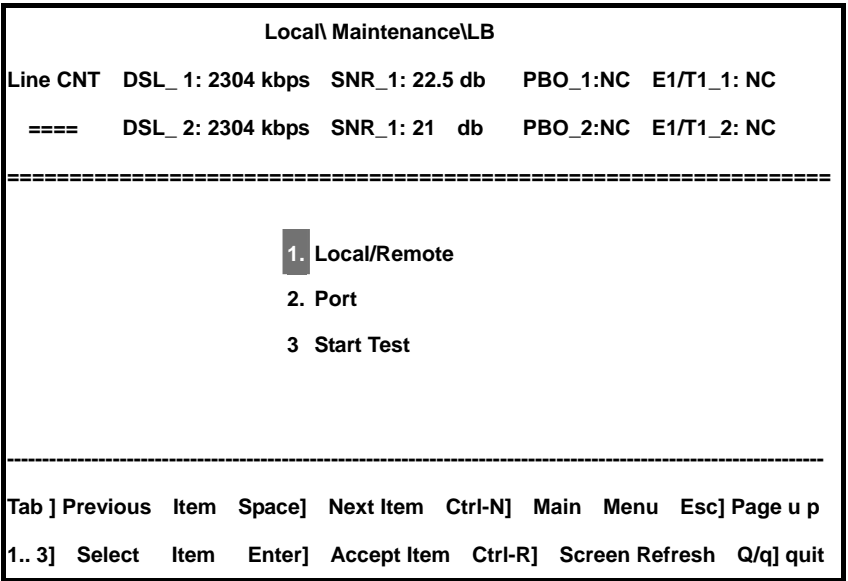 Local\ Maintenance\LB
Line CNT DSL_ 1: 2304 kbps SNR_1: 22.5 db PBO_1:NC E1/T1_1: NC
==== DSL_ 2: 2304 kbps SNR_1: 21 db PBO_2:NC E1/T1_2: NC
==================================================================
1. Local/Remote
2. Port
3 Start Test
---------------------------------------------------------------------------------------------------------------------
Tab ] Previous Item Space] Next Item Ctrl-N] Main Menu Esc] Page u p
1.. 3] Select Item Enter] Accept Item Ctrl-R] Screen Refresh Q/q] quit